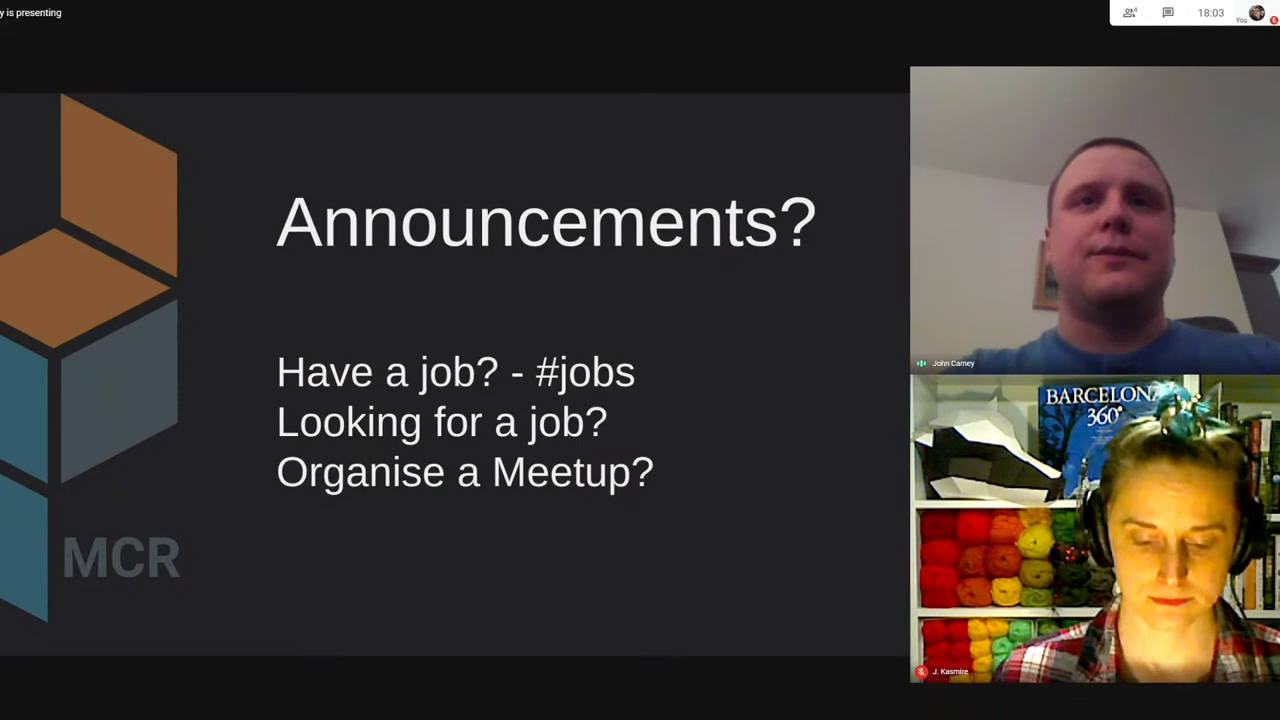 y is presenting
4
18:03
You
Announcements?
Have a job? - #jobs
Looking for a job?
Organise a Meetup?
MCR
John Carney
BARCELONA
360°
J. Kasmire